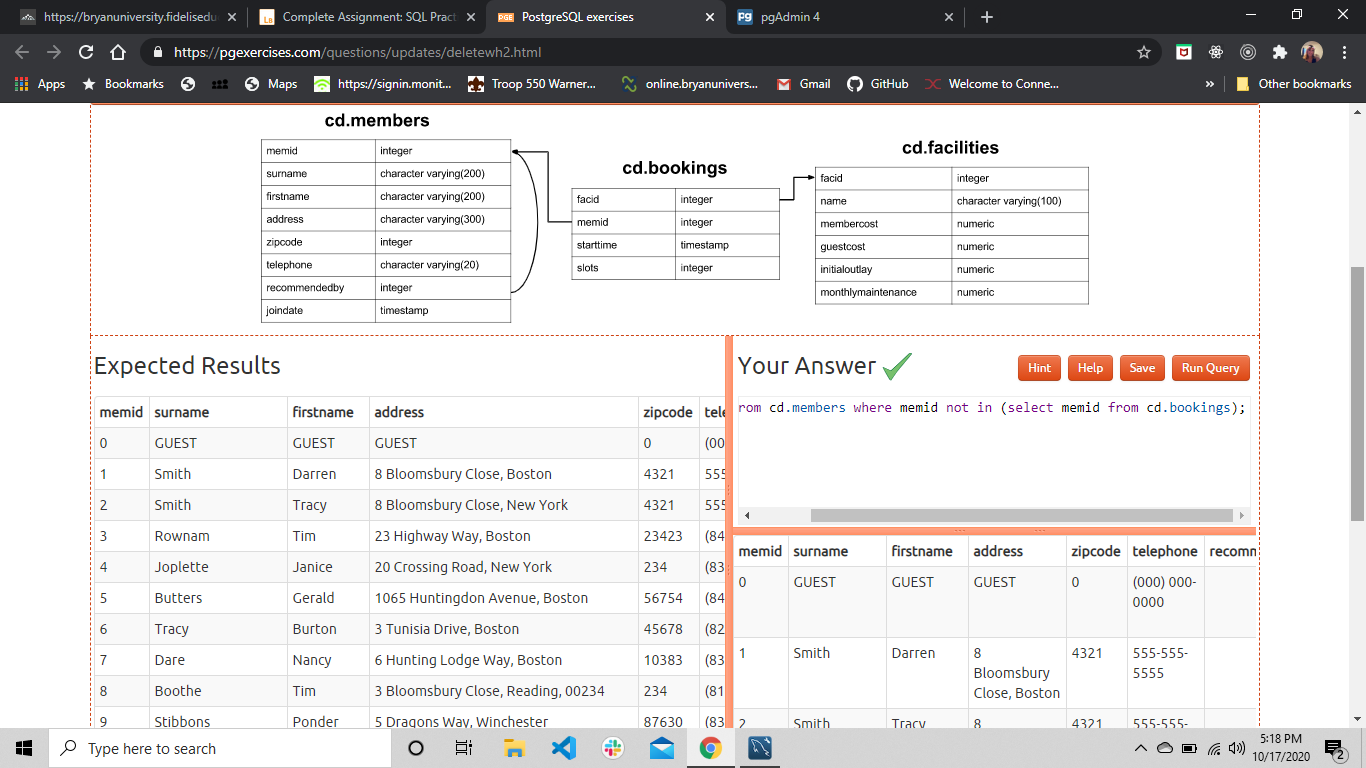 https://bryanuniversity.fidelisedu
Complete Assignment: SQL Pract
PostgreSQL exercises
pgAdmin 4
https://pgexercises.com/questions/updates/deletewh2.html
Apps Bookmarks Maps https://signin.monit... Troop 550 Warner... online.bryanunivers... Gmail GitHub Welcome to Conne... » Other bookmarks
cd.members
memid integer
surname character varying(200)
firstname character varying(200)
address character varying(300)
zipcode integer
telephone character varying(20)
recommendedby integer
joindate timestamp
cd.bookings
facid integer
memid integer
starttime timestamp
slots integer
cd.facilities
facid integer
name character varying(100)
membercost numeric
guestcost numeric
initialoutlay numeric
monthlymaintenance numeric
Expected Results
memid surname firstname address zipcode tele
0 GUEST GUEST GUEST 0 (00
1 Smith Darren 8 Bloomsbury Close, Boston 4321 555
2 Smith Tracy 8 Bloomsbury Close, New York 4321 555
3 Rownam Tim 23 Highway Way, Boston 23423 (84
4 Joplette Janice 20 Crossing Road, New York 234 (83
5 Butters Gerald 1065 Huntingdon Avenue, Boston 56754 (84
6 Tracy Burton 3 Tunisia Drive, Boston 45678 (82
7 Dare Nancy 6 Hunting Lodge Way, Boston 10383 (83
8 Boothe Tim 3 Bloomsbury Close, Reading, 00234 234 (81
9 Stibbons Ponder 5 Dragons Way, Winchester 87630 (83
Your Answer
Hint Help Save Run Query
rom cd.members where memid not in (select memid from cd.bookings);
memid surname firstname address zipcode telephone recomm
0 GUEST GUEST GUEST 0 (000) 000-
0000
1 Smith Darren 8 4321 555-555-
Bloomsbury 5555
Close, Boston
2 Smith Tracy 8 4321 555-555-
Type here to search
5:18 PM
10/17/2020
2